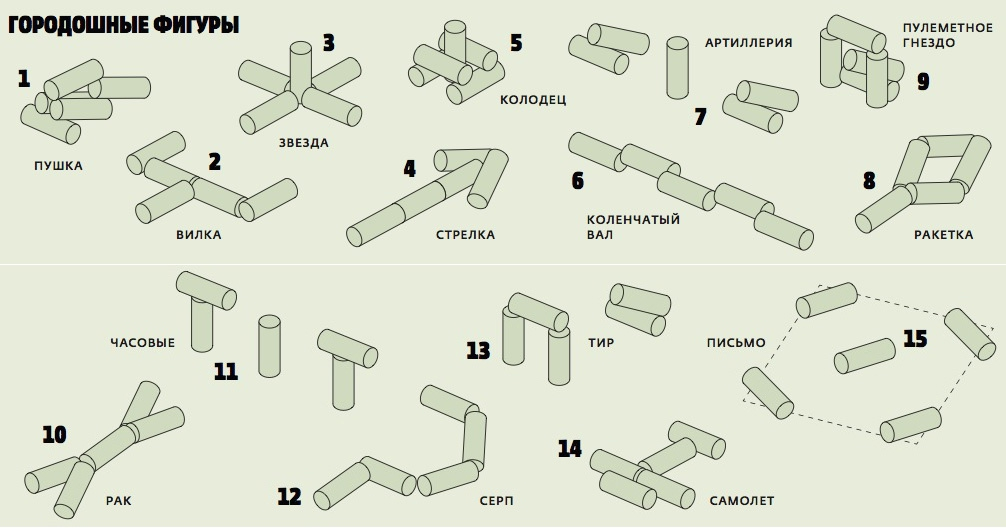 ГОРОДОШНЫЕ ФИГУРЫ
1
ПУШКА
2
ВИЛКА
3
ЗВЕЗДА
4
СТРЕЛКА
5
КОЛОДЕЦ
6
КОЛЕНЧАТЫЙ
ВАЛ
АРТИЛЛЕРИЯ
7
8
РАКЕТКА
ПУЛЕМЕТНОЕ
ГНЕЗДО
9
10
РАК
ЧАСОВЫЕ
11
12
СЕРП
13
ТИР
14
САМОЛЕТ
ПИСЬМО
15